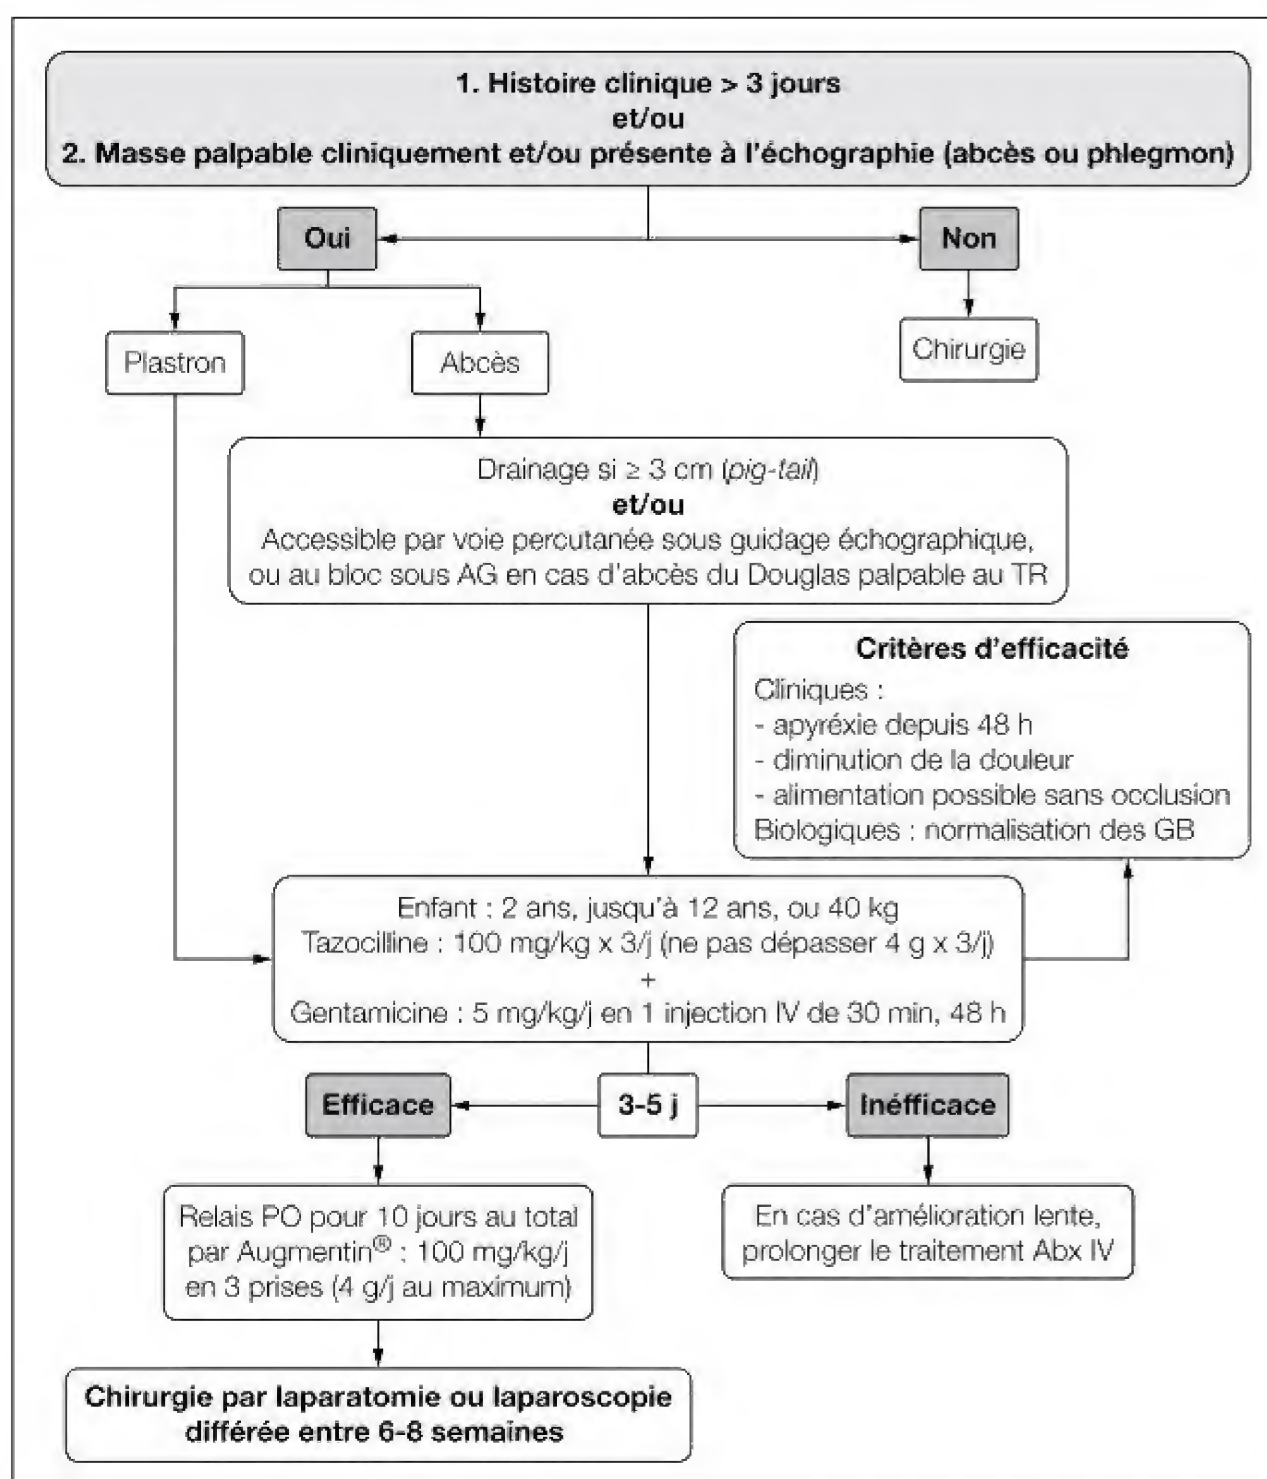 1. Histoire clinique > 3 jours
et/ou
2. Masse palpable cliniquement et/ou présente à l'échographie (abcès ou phlegmon)
Oui
Non
Plastron
Abcès
Chirurgie
Drainage si ≥ 3 cm (pig-tail)
et/ou
Accessible par voie percutanée sous guidage échographique,
ou au bloc sous AG en cas d'abcès du Douglas palpable au TR
Critères d'efficacité
Cliniques :
- apyréxie depuis 48 h
- diminution de la douleur
- alimentation possible sans occlusion
Biologiques : normalisation des GB
Enfant : 2 ans, jusqu'à 12 ans, ou 40 kg
Tazocilline : 100 mg/kg x 3/j (ne pas dépasser 4 g x 3/j)
+
Gentamicine : 5 mg/kg/j en 1 injection IV de 30 min, 48 h
Efficace
3-5 j
Inéfficace
Relais PO pour 10 jours au total
par Augmentin® : 100 mg/kg/j
en 3 prises (4 g/j au maximum)
En cas d'amélioration lente,
prolonger le traitement Abx IV
Chirurgie par laparatomie ou laparoscopie
différée entre 6-8 semaines